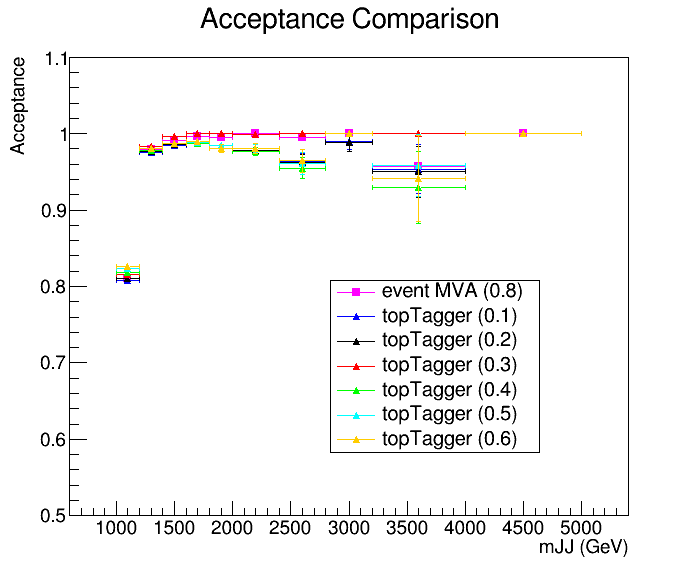 Acceptance Comparison
Acceptance
1.1
1
0.9
0.8
0.7
0.6
0.5
event MVA (0.8)
topTagger (0.1)
topTagger (0.2)
topTagger (0.3)
topTagger (0.4)
topTagger (0.5)
topTagger (0.6)
1000 1500 2000 2500 3000 3500 4000 4500 5000
mJJ (GeV)